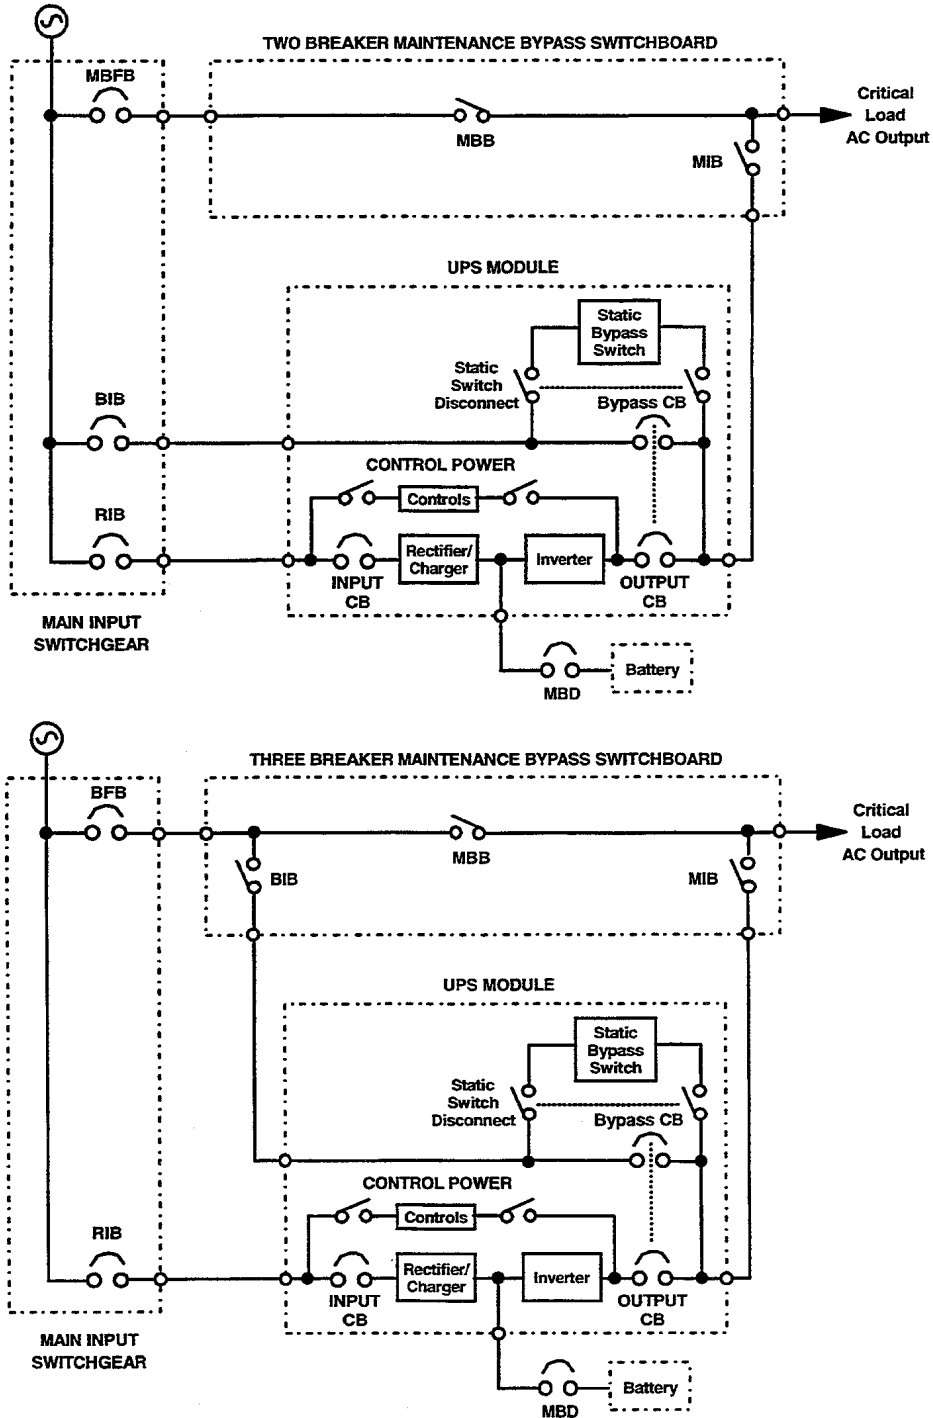 TWO BREAKER MAINTENANCE BYPASS SWITCHBOARD
MBFB
MBB
MIB
Critical
Load
AC Output
UPS MODULE
Static
Bypass
Switch
Static
Switch
Disconnect
Bypass CB
BIB
CONTROL POWER
Controls
RIB
Rectifier/
Charger
Inverter
INPUT
CB
OUTPUT
CB
MAIN INPUT
SWITCHGEAR
MBD
Battery
THREE BREAKER MAINTENANCE BYPASS SWITCHBOARD
BFB
MBB
BIB
MIB
Critical
Load
AC Output
UPS MODULE
Static
Bypass
Switch
Static
Switch
Disconnect
Bypass CB
CONTROL POWER
Controls
RIB
Rectifier/
Charger
Inverter
INPUT
CB
OUTPUT
CB
MAIN INPUT
SWITCHGEAR
MBD
Battery